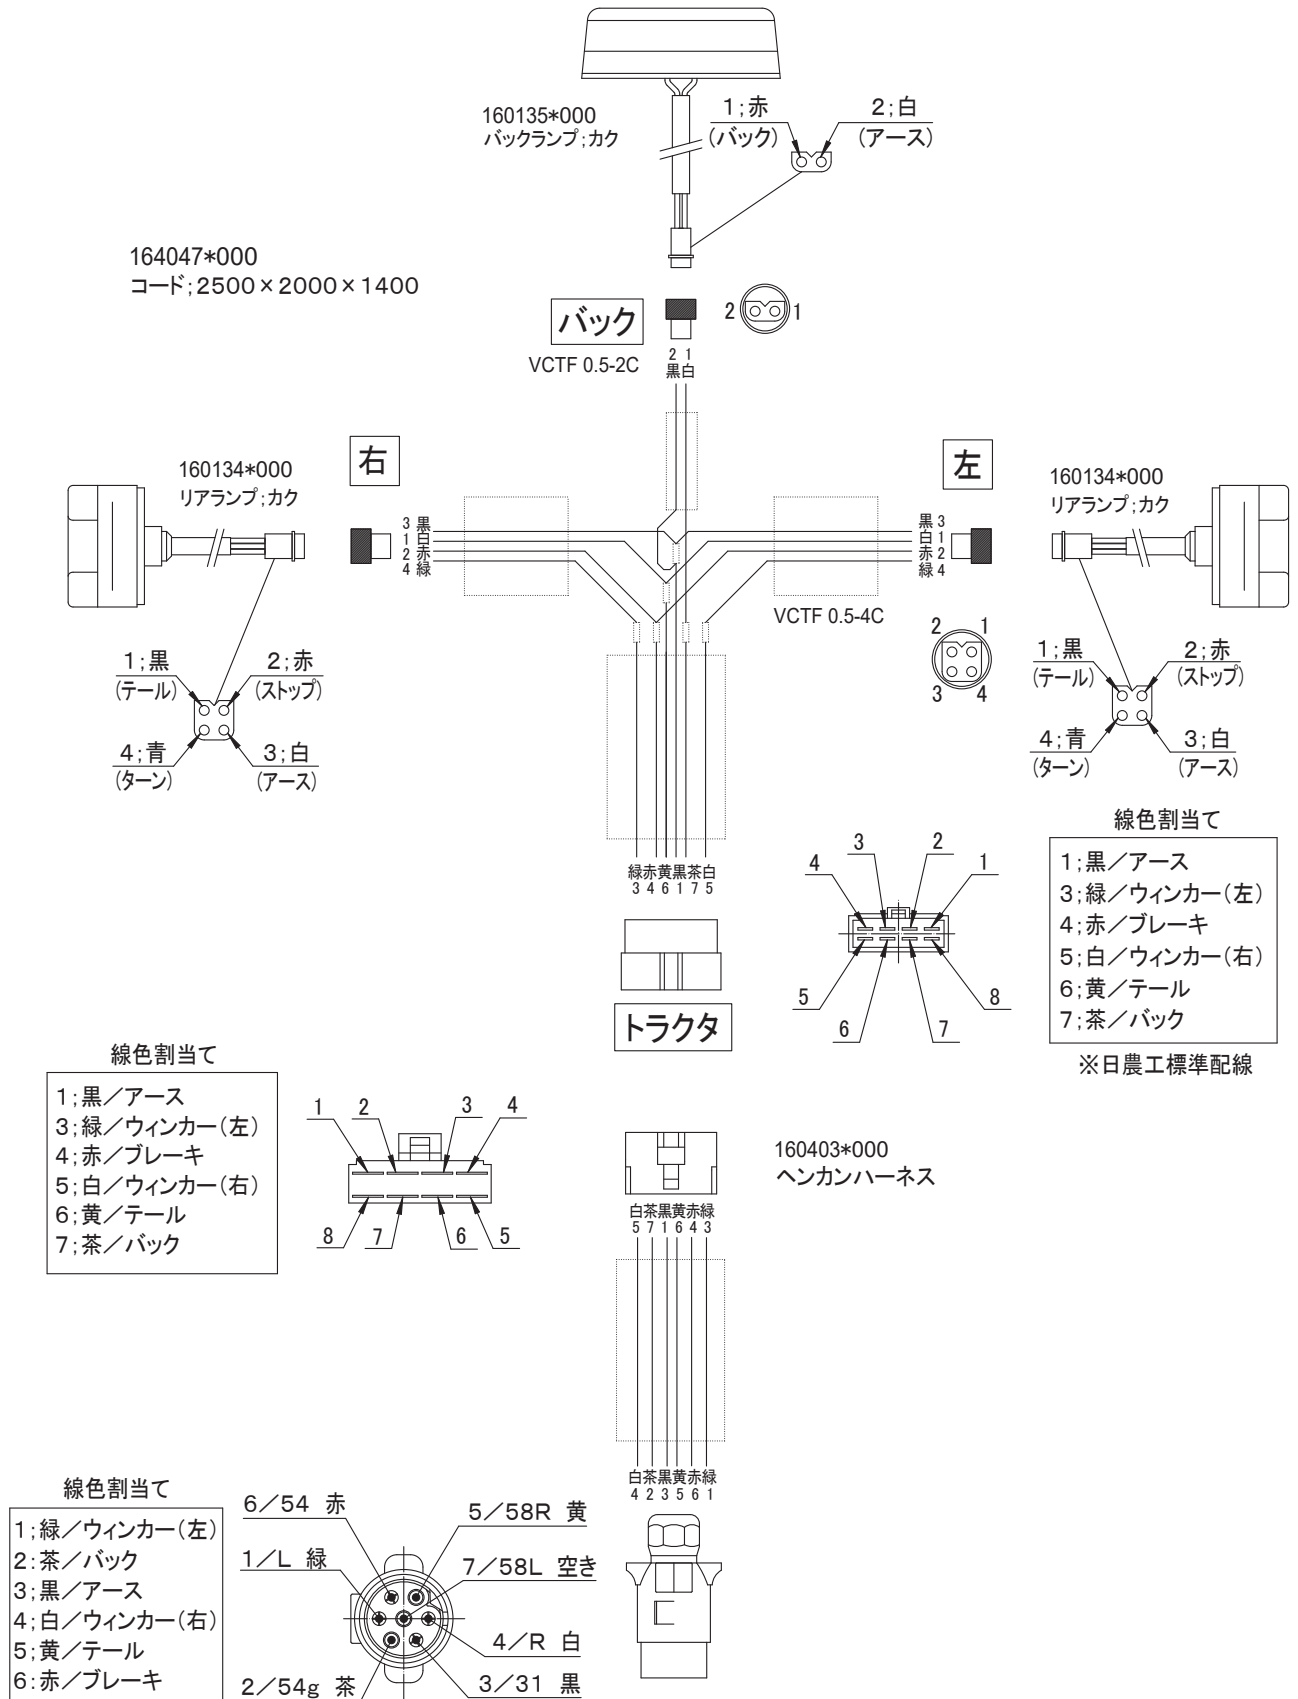 160135*000
バックランプ;カク
1;赤
(バック)
2;白
(アース)
164047*000
コード;2500×2000×1400
バック
VCTF 0.5-2C
2 1
2 1
黒白
右
左
160134*000
リアランプ;カク
160134*000
リアランプ;カク
3 黒
1 白
2 赤
4 緑
黒 3
白 1
赤 2
緑 4
VCTF 0.5-4C
2 1
3 4
1;黒
(テール)
2;赤
(ストップ)
4;青
(ターン)
3;白
(アース)
1;黒
(テール)
2;赤
(ストップ)
4;青
(ターン)
3;白
(アース)
緑赤黄黒茶白
3 4 6 1 7 5
トラクタ
4 3 2 1
5 6 7 8
線色割当て
1;黒/アース
3;緑/ウィンカー(左)
4;赤/ブレーキ
5;白/ウィンカー(右)
6;黄/テール
7;茶/バック
※日農工標準配線
線色割当て
1;黒/アース
3;緑/ウィンカー(左)
4;赤/ブレーキ
5;白/ウィンカー(右)
6;黄/テール
7;茶/バック
1 2 3 4
8 7 6 5
160403*000
ヘンカンハーネス
白茶黒黄赤緑
5 7 1 6 4 3
白茶黒黄赤緑
4 2 3 5 6 1
線色割当て
1;緑/ウィンカー(左)
2:茶/バック
3;黒/アース
4;白/ウィンカー(右)
5;黄/テール
6:赤/ブレーキ
6/54 赤
5/58R 黄
1/L 緑
7/58L 空き
4/R 白
2/54g 茶
3/31 黒